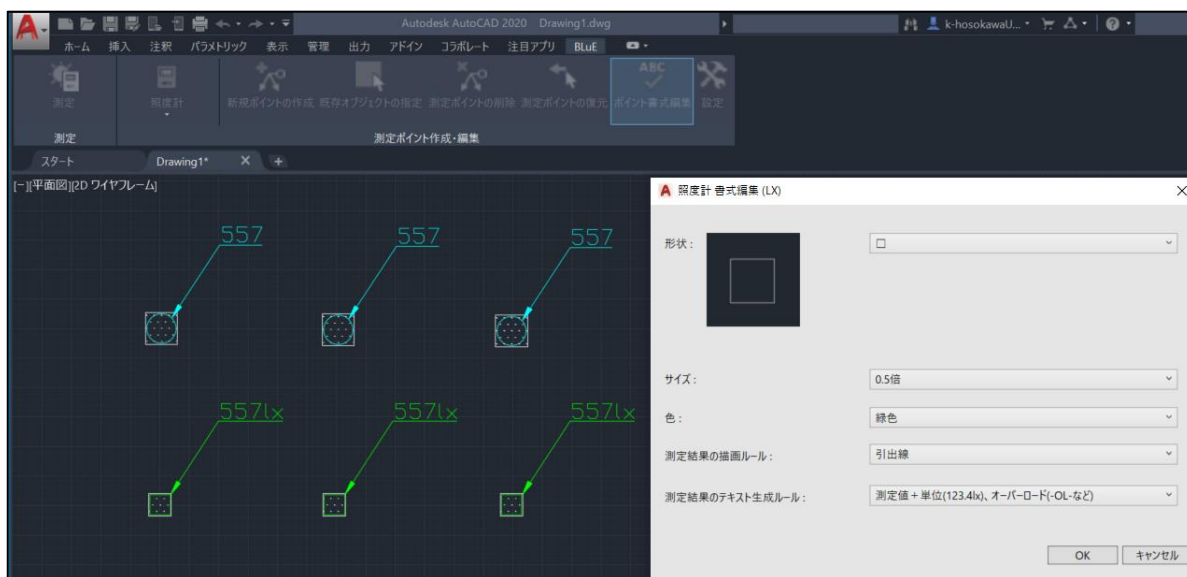 Autodesk AutoCAD 2020 Drawing1.dwg
k-hosokawaU...
ホーム 挿入 注釈 パラメトリック 表示 管理 出力 アドイン コラボレート 注目アプリ BLuE
ABC
測定 照度計 新規ポイントの作成 既存オブジェクトの指定 測定ポイントの削除 測定ポイントの復元 ポイント書式編集 設定
測定 測定ポイント作成・編集
スタート Drawing1* X +
[−][平面図][2D ワイヤフレーム]
557 557 557
557lx 557lx 557lx
A 照度計 書式編集 (LX)
形状 : □
サイズ : 0.5倍
色 : 緑色
測定結果の描画ルール : 引出線
測定結果のテキスト生成ルール : 測定値 + 単位(123.4lx)、オーバーロード(-OL-など)
OK キャンセル